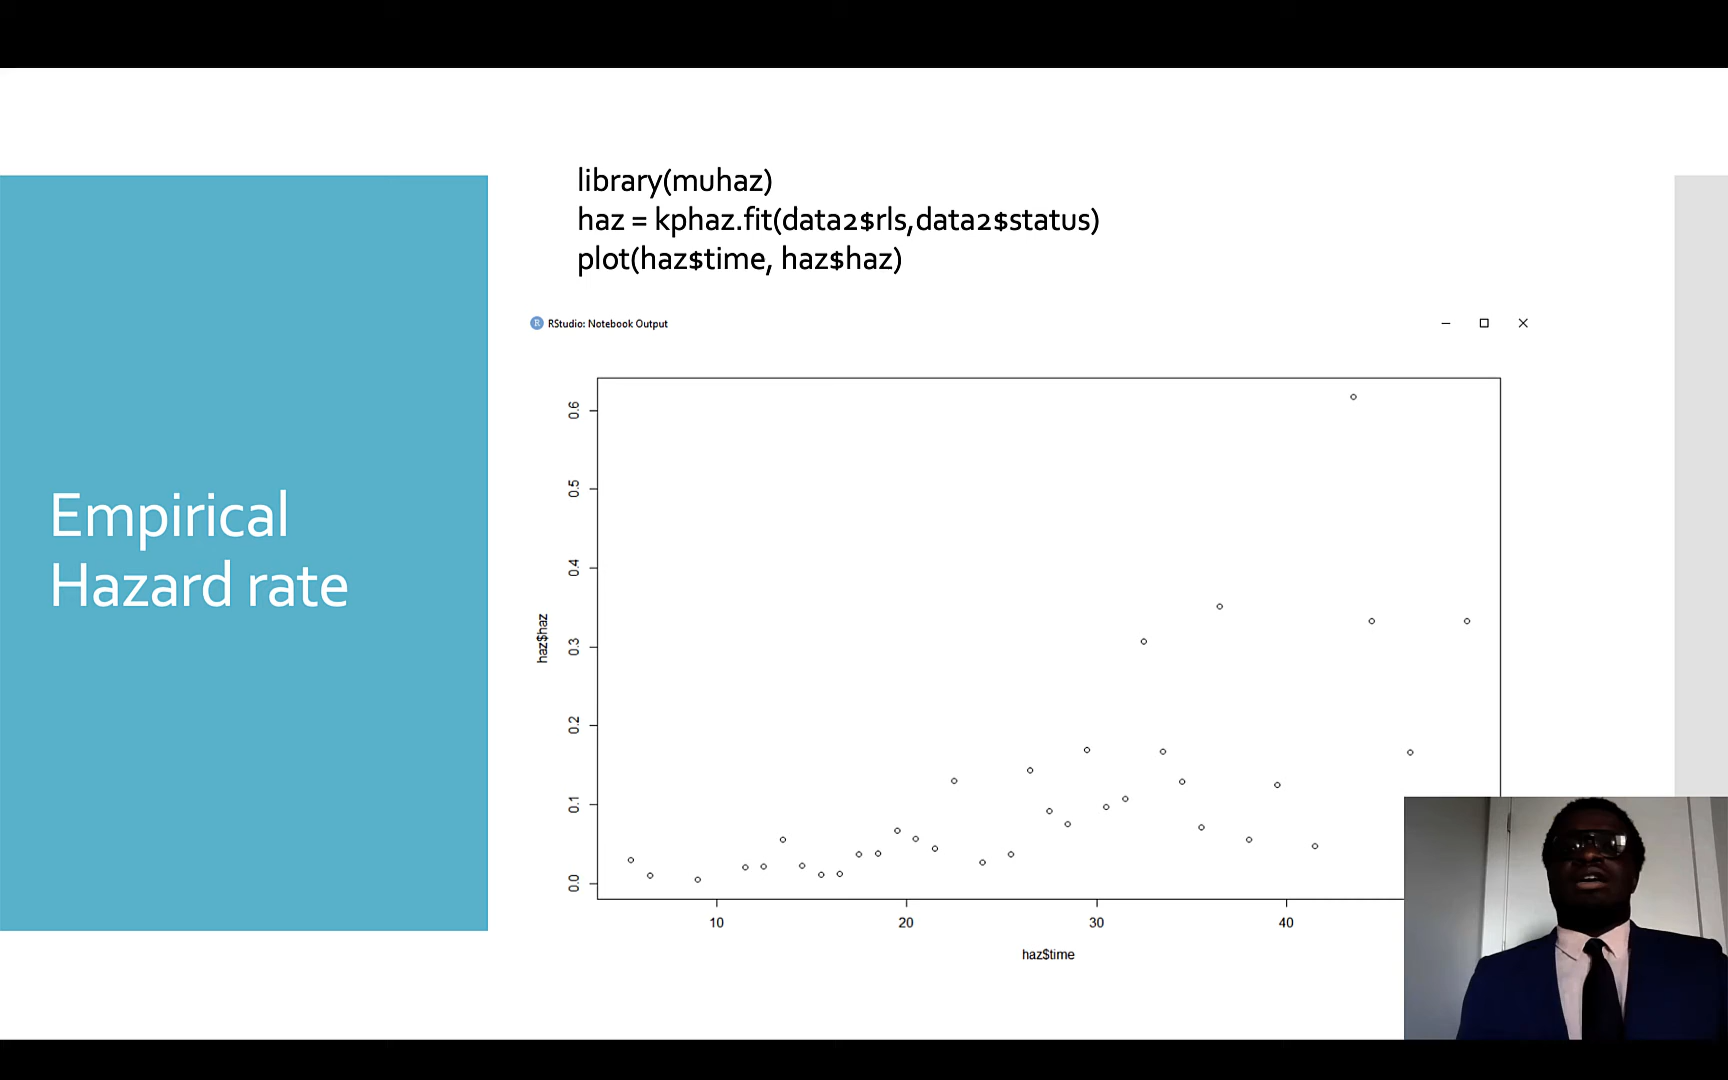 library(muhaz)
haz = kphaz.fit(data2$rls,data2$status)
plot(haz$time, haz$haz)
Empirical
Hazard rate
RStudio: Notebook Output
R
haz$haz
0.6
0.5
0.4
0.3
0.2
0.1
0.0
10
20
30
40
haz$time